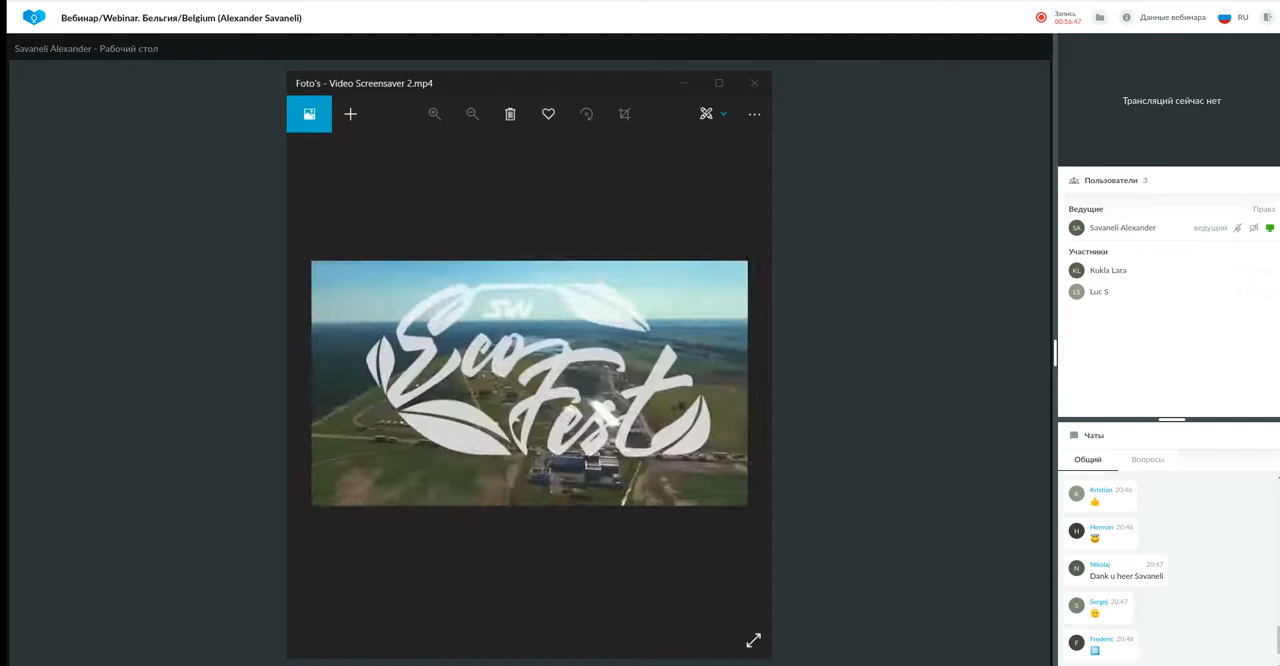 Вебинар/Webinar. Бельгия/Belgium (Alexander Savaneli)
Запись
00:56:47
Данные вебинара
RU
Savaneli Alexander - Рабочий стол
Foto's - Video Screensaver 2.mp4
SW
Eco
Fest
Трансляций сейчас нет
Пользователи 3
Ведущие
Права
SA
Savaneli Alexander
ведущий
Участники
KL
Kukla Lara
LS
Luc S
Чаты
Общий
Вопросы
K
Kristian 20:46
H
Herman 20:46
N
Nikolaj 20:47
Dank u heer Savaneli
S
Sergej 20:47
F
Frederic 20:48